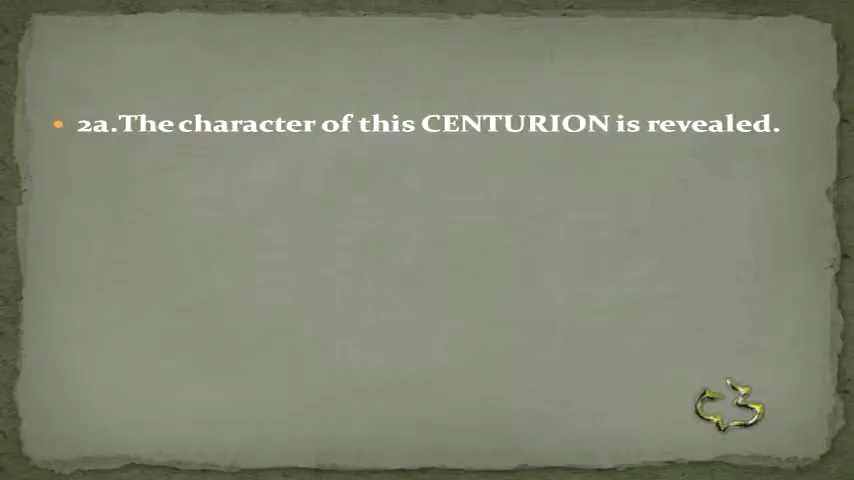 • 2a.The character of this CENTURION is revealed.